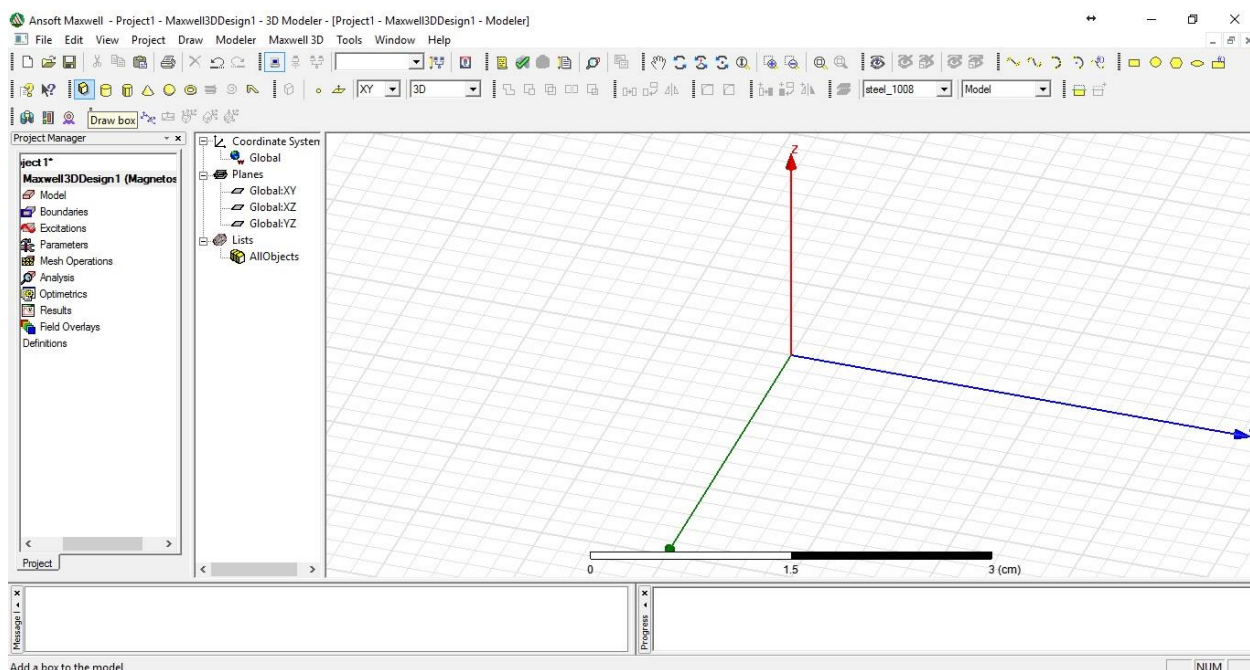 Ansoft Maxwell - Project1 - Maxwell3DDesign1 - 3D Modeler - [Project1 - Maxwell3DDesign1 - Modeler]
File Edit View Project Draw Modeler Maxwell 3D Tools Window Help
XY 3D steel_1008 Model
Draw box
Project Manager
ject1*
Maxwell3DDesign1 (Magnetos
Model
Boundaries
Excitations
Parameters
Mesh Operations
Analysis
Optimetrics
Results
Field Overlays
Definitions
Project
Coordinate System
Global
Planes
Global:XY
Global:XZ
Global:YZ
Lists
AllObjects
Z
0 1.5 3 (cm)
Message
Progress
Add a box to the model
NUM